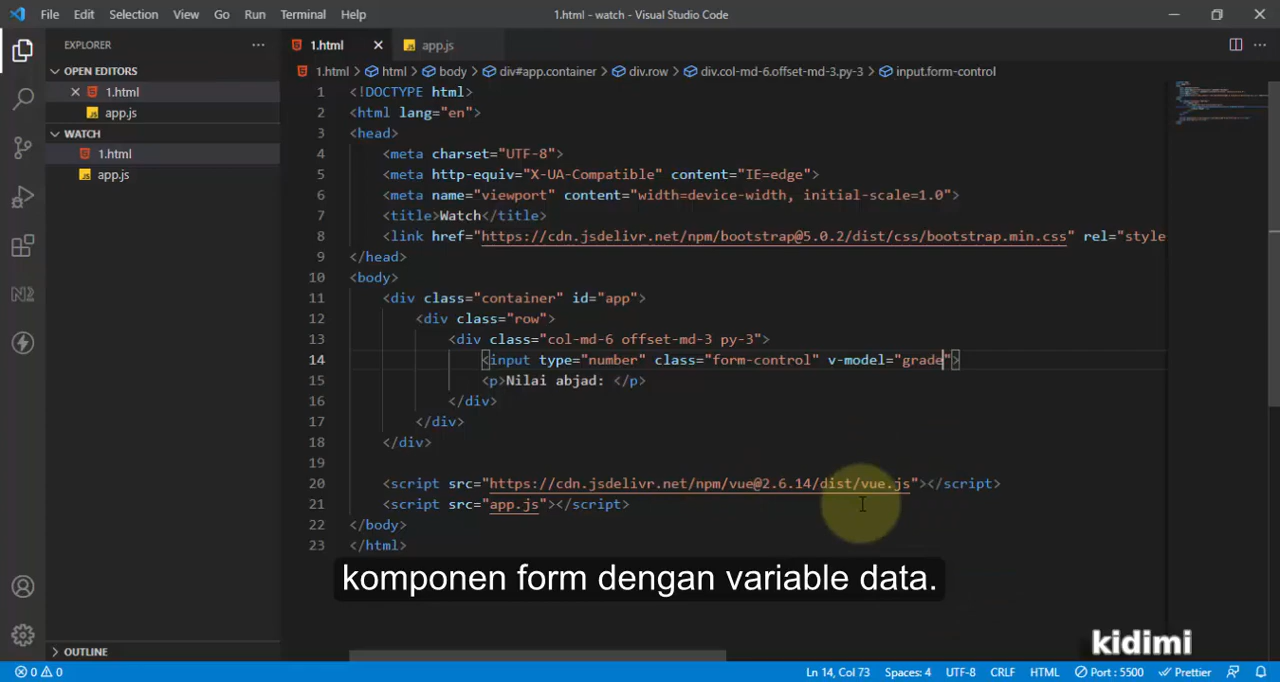 File Edit Selection View Go Run Terminal Help
1.html - watch - Visual Studio Code
EXPLORER
OPEN EDITORS
1.html
app.js
WATCH
1.html
app.js
OUTLINE
1.html
app.js
1.html > html > body > div#app.container > div.row > div.col-md-6.offset-md-3.py-3 > input.form-control
1 <!DOCTYPE html>
2 <html lang="en">
3 <head>
4 <meta charset="UTF-8">
5 <meta http-equiv="X-UA-Compatible" content="IE=edge">
6 <meta name="viewport" content="width=device-width, initial-scale=1.0">
7 <title>Watch</title>
8 <link href="https://cdn.jsdelivr.net/npm/bootstrap@5.0.2/dist/css/bootstrap.min.css" rel="style
9 </head>
10 <body>
11 <div class="container" id="app">
12 <div class="row">
13 <div class="col-md-6 offset-md-3 py-3">
14 <input type="number" class="form-control" v-model="grade">
15 <p>Nilai abjad: </p>
16 </div>
17 </div>
18 </div>
19
20 <script src="https://cdn.jsdelivr.net/npm/vue@2.6.14/dist/vue.js"></script>
21 <script src="app.js"></script>
22 </body>
23 </html>
komponen form dengan variable data.
kidimi
0 0
Ln 14, Col 73 Spaces: 4 UTF-8 CRLF HTML Port : 5500 Prettier